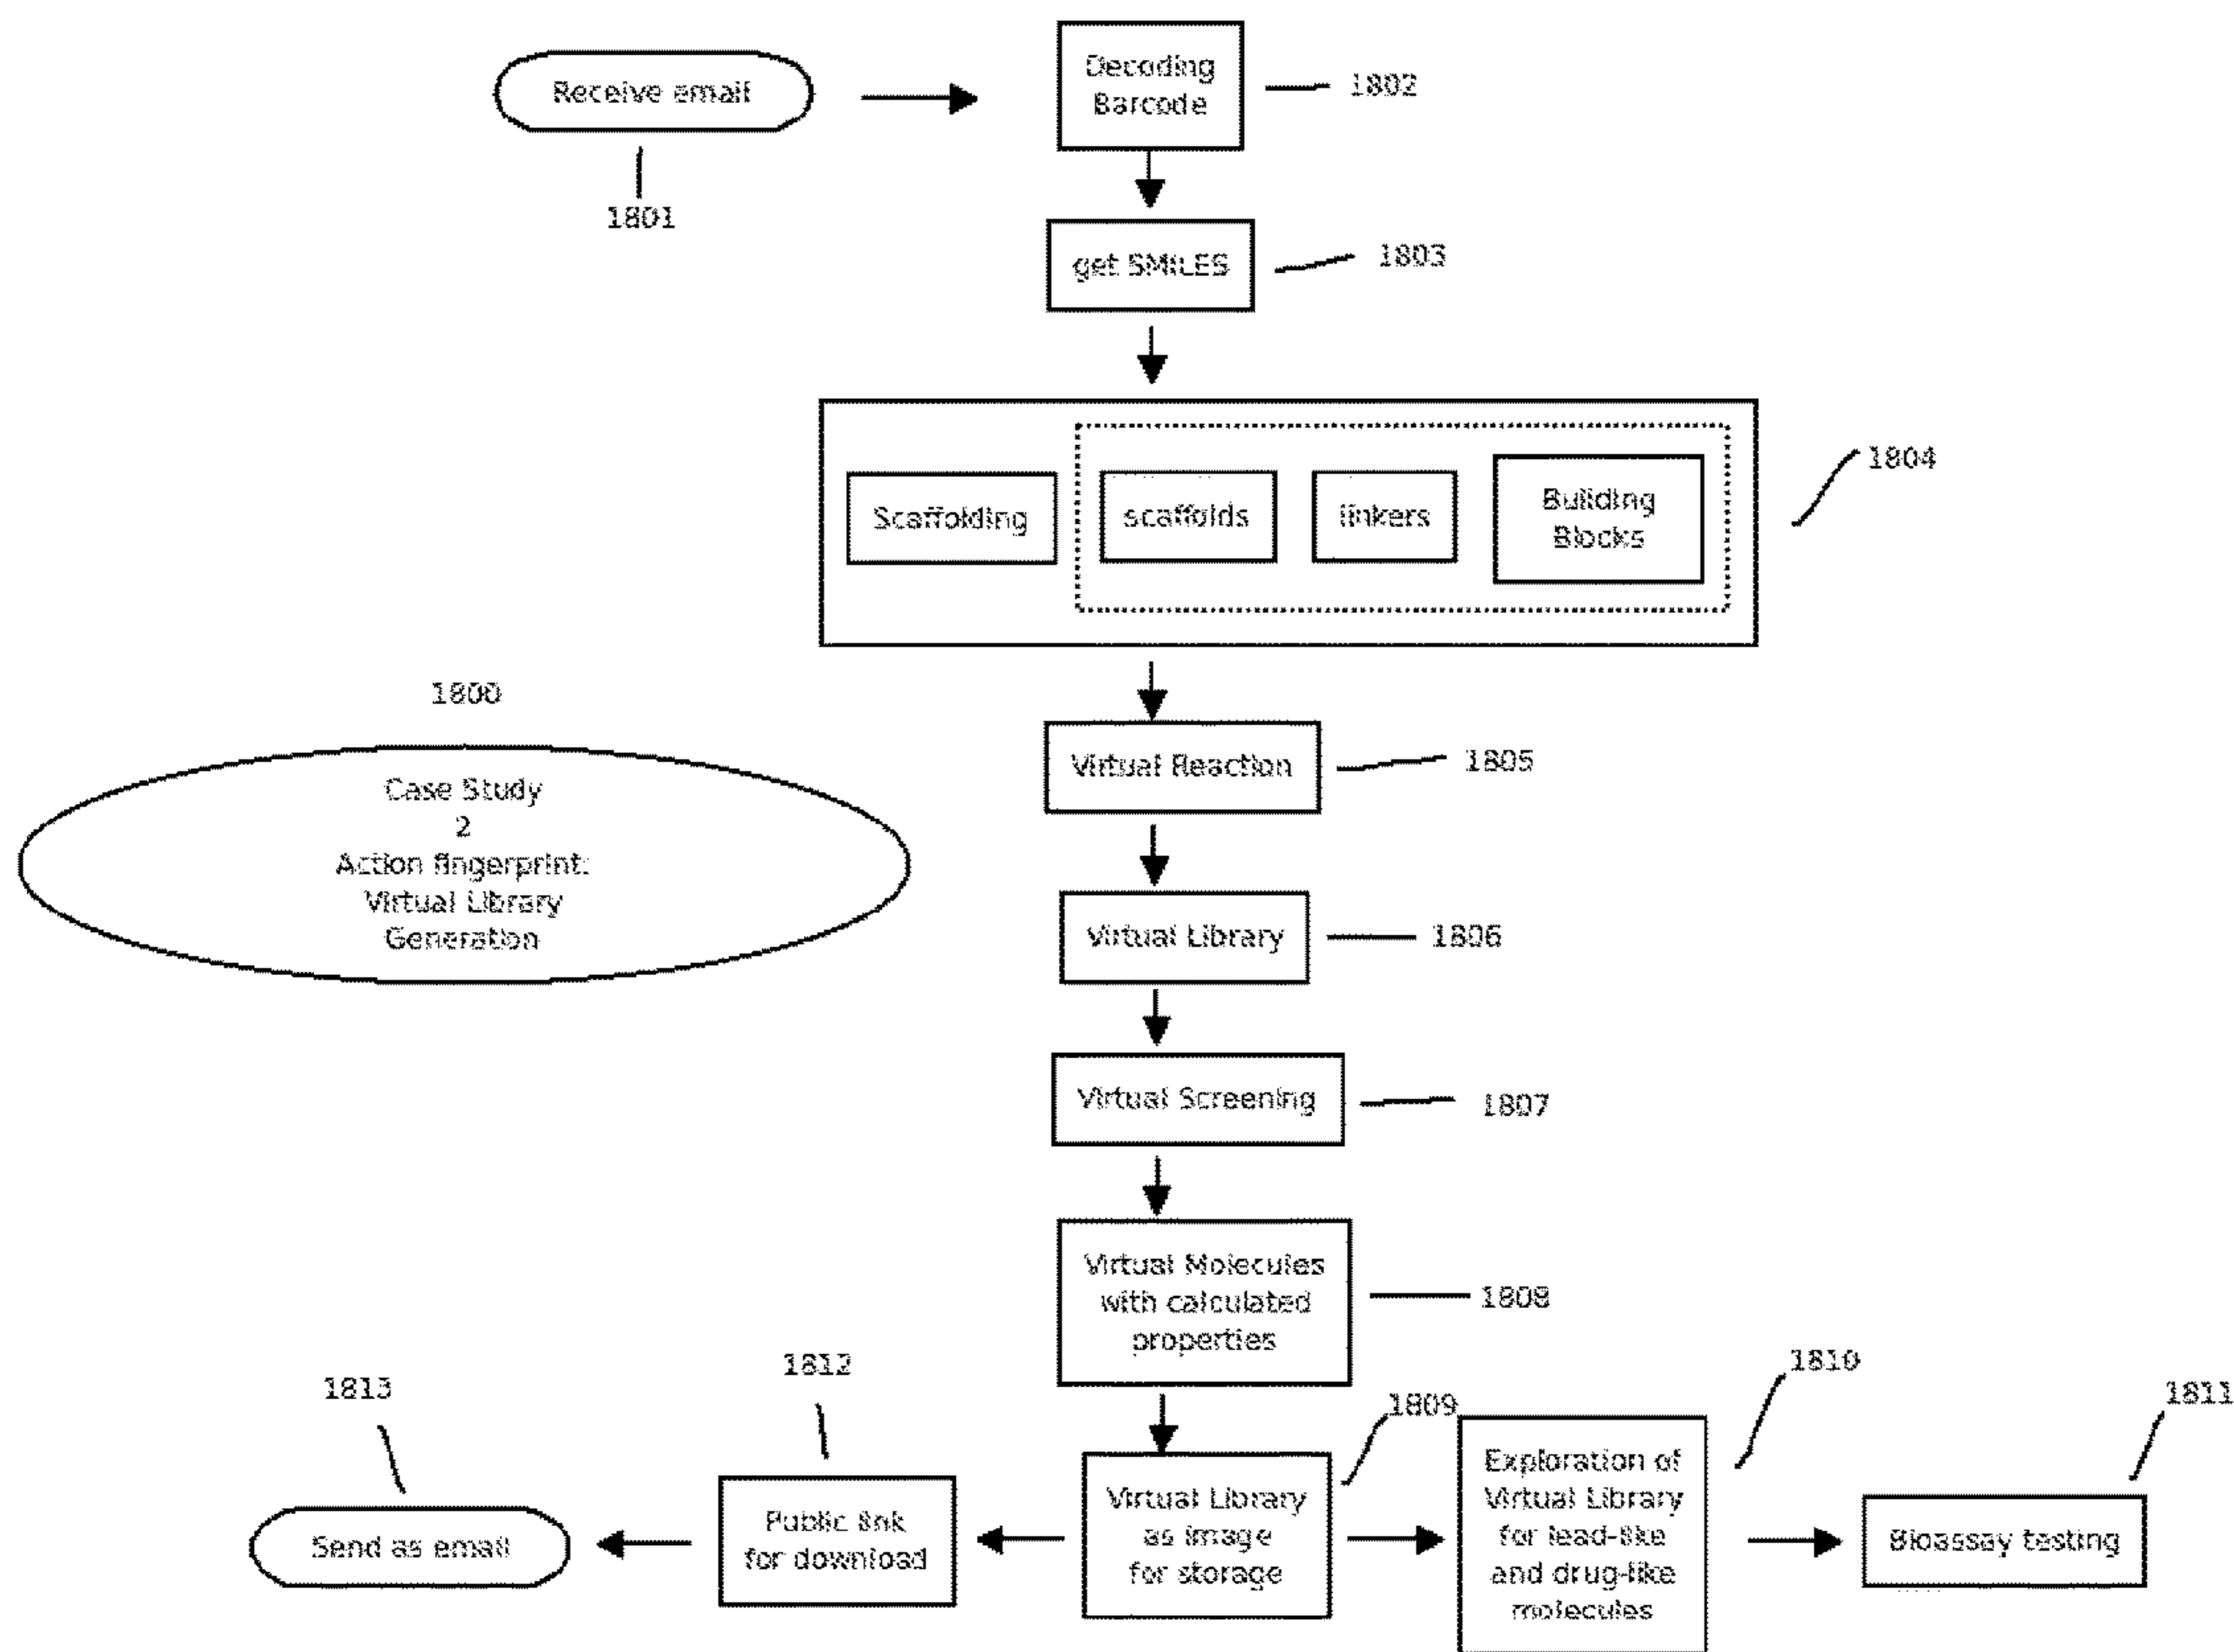 Receive email
1801
Decoding
Barcode
1802
get SMILES
1803
Scaffolding
scaffolds
linkers
Building
Blocks
1804
1800
Case Study
2
Action fingerprint:
Virtual Library
Generation
Virtual Reaction
1805
Virtual Library
1806
Virtual Screening
1807
Virtual Molecules
with calculated
properties
1808
1813
Send as email
1812
Public link
for download
1809
Virtual Library
as image
for storage
1810
Exploration of
Virtual Library
for lead-like
and drug-like
molecules
1811
Bioassay testing